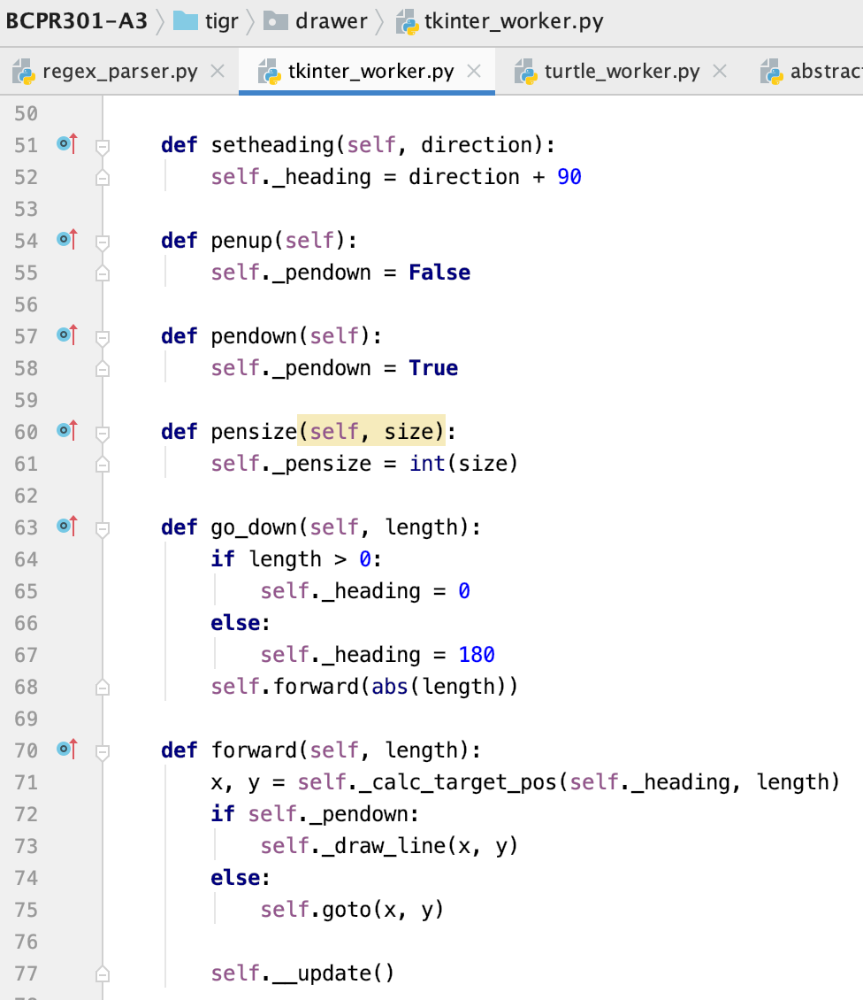 BCPR301-A3 tigr drawer tkinter_worker.py
regex_parser.py tkinter_worker.py turtle_worker.py abstrac
50
51 def setheading(self, direction):
52 self._heading = direction + 90
53
54 def penup(self):
55 self._pendown = False
56
57 def pendown(self):
58 self._pendown = True
59
60 def pensize(self, size):
61 self._pensize = int(size)
62
63 def go_down(self, length):
64 if length > 0:
65 self._heading = 0
66 else:
67 self._heading = 180
68 self.forward(abs(length))
69
70 def forward(self, length):
71 x, y = self._calc_target_pos(self._heading, length)
72 if self._pendown:
73 self._draw_line(x, y)
74 else:
75 self.goto(x, y)
76
77 self.__update()